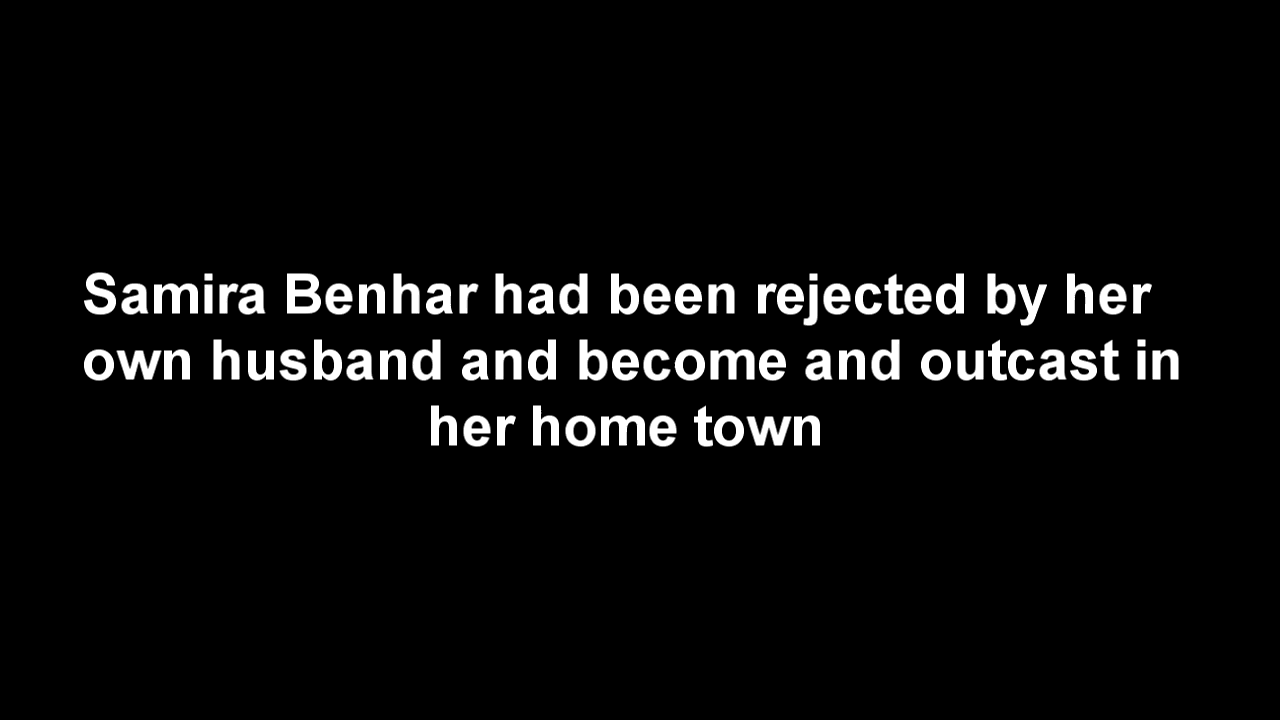 Samira Benhar had been rejected by her
own husband and become and outcast in
her home town